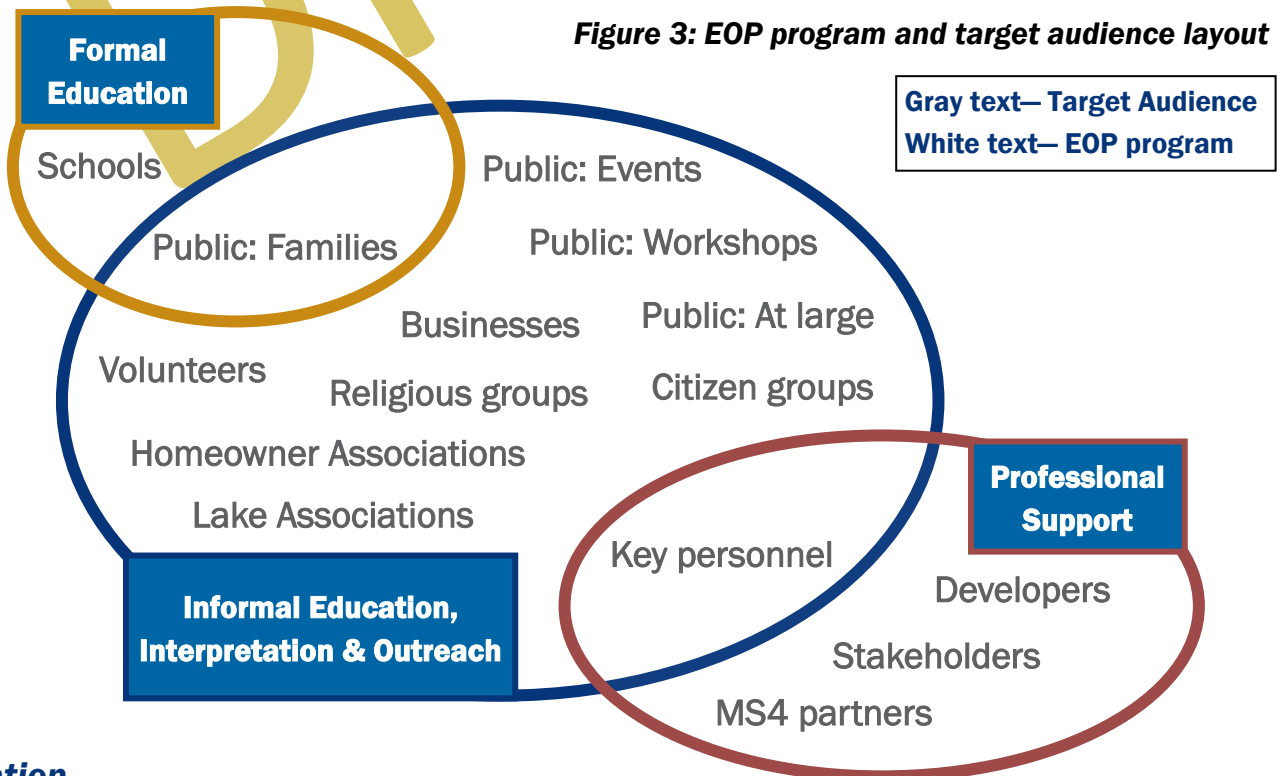 Figure 3: EOP program and target audience layout
Formal
Education
Gray text— Target Audience
White text— EOP program
Schools
Public: Events
Public: Families
Public: Workshops
Businesses
Public: At large
Volunteers
Religious groups
Citizen groups
Homeowner Associations
Lake Associations
Professional
Support
Key personnel
Developers
Informal Education,
Interpretation & Outreach
Stakeholders
MS4 partners